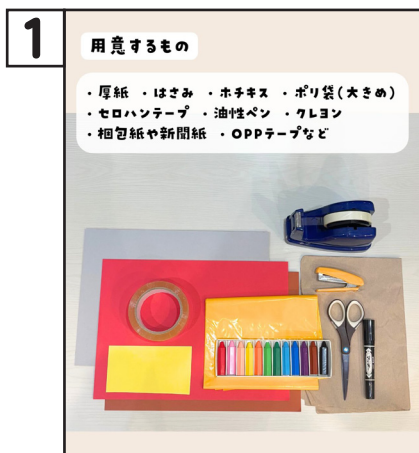 1
用意するもの
・厚紙 ・はさみ ・ホチキス ・ポリ袋(大きめ)
・セロハンテープ ・油性ペン ・クレヨン
・梱包紙や新聞紙 ・OPPテープなど